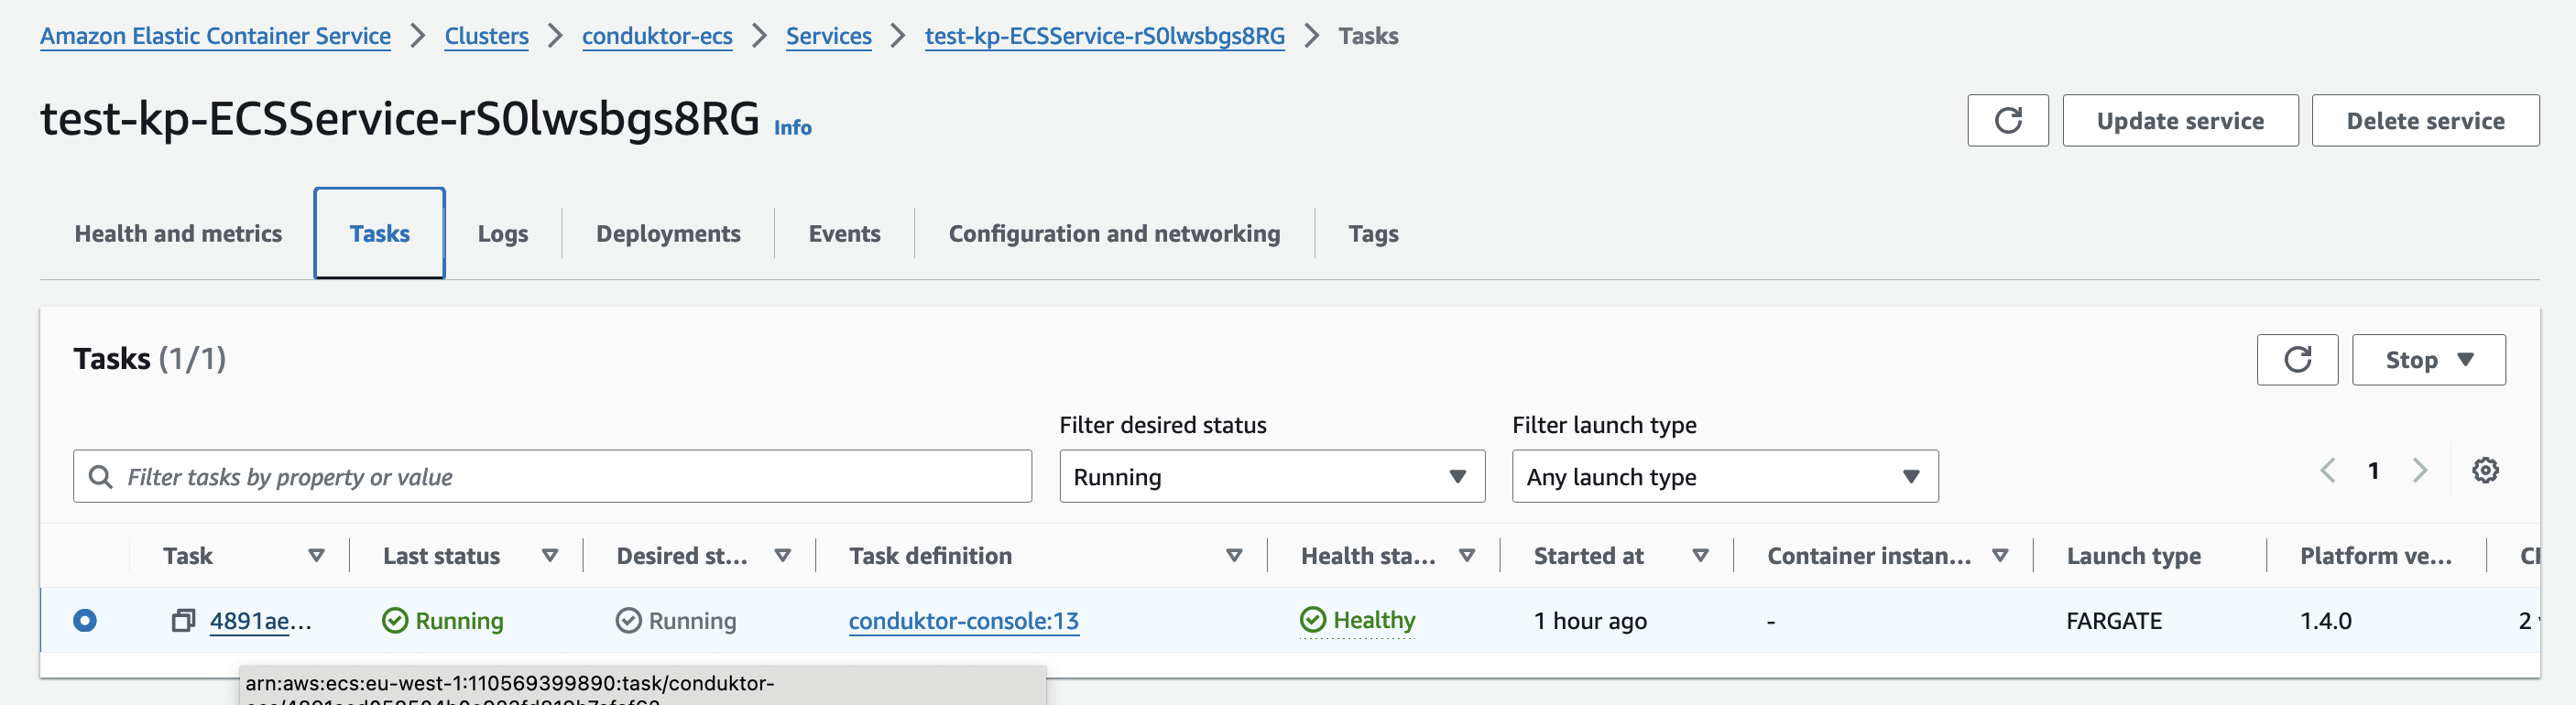 Amazon Elastic Container Service > Clusters > conduktor-ecs > Services > test-kp-ECSService-rS0lwsbgs8RG > Tasks
test-kp-ECSService-rS0lwsbgs8RG Info Update service Delete service
Health and metrics Tasks Logs Deployments Events Configuration and networking Tags
Tasks (1/1) Stop
Filter desired status Filter launch type
Filter tasks by property or value Running Any launch type 1
Task Last status Desired st... Task definition Health sta... Started at Container instan... Launch type Platform ve...
4891ae... Running Running conduktor-console:13 Healthy 1 hour ago - FARGATE 1.4.0 2
arn:aws:ecs:eu-west-1:110569399890:task/conduktor-